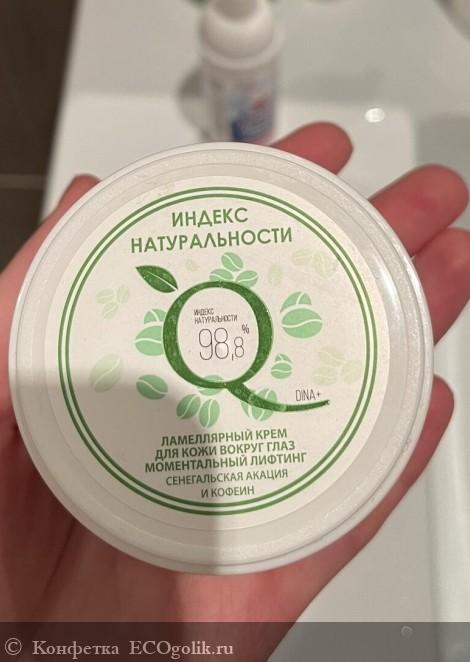 ИНДЕКС
НАТУРАЛЬНОСТИ
ИНДЕКС
НАТУРАЛЬНОСТИ
98,8 %
DINA+
ЛАМЕЛЛЯРНЫЙ КРЕМ
ДЛЯ КОЖИ ВОКРУГ ГЛАЗ
МОМЕНТАЛЬНЫЙ ЛИФТИНГ
СЕНЕГАЛЬСКАЯ АКАЦИЯ
И КОФЕИН
© Конфетка ECOgolik.ru